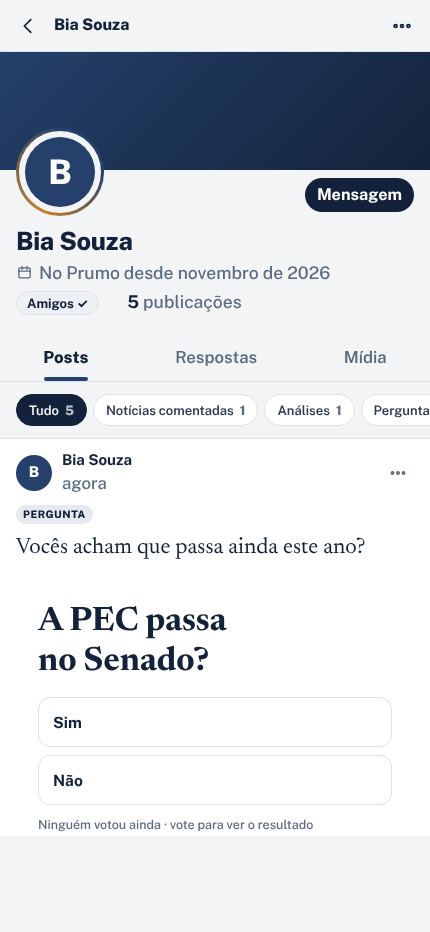 Bia Souza
B
Mensagem
Bia Souza
No Prumo desde novembro de 2026
Amigos ✓ 5 publicações
Posts Respostas Mídia
Tudo 5 Notícias comentadas 1 Análises 1 Pergunta
B Bia Souza
agora
PERGUNTA
Vocês acham que passa ainda este ano?
A PEC passa
no Senado?
Sim
Não
Ninguém votou ainda · vote para ver o resultado